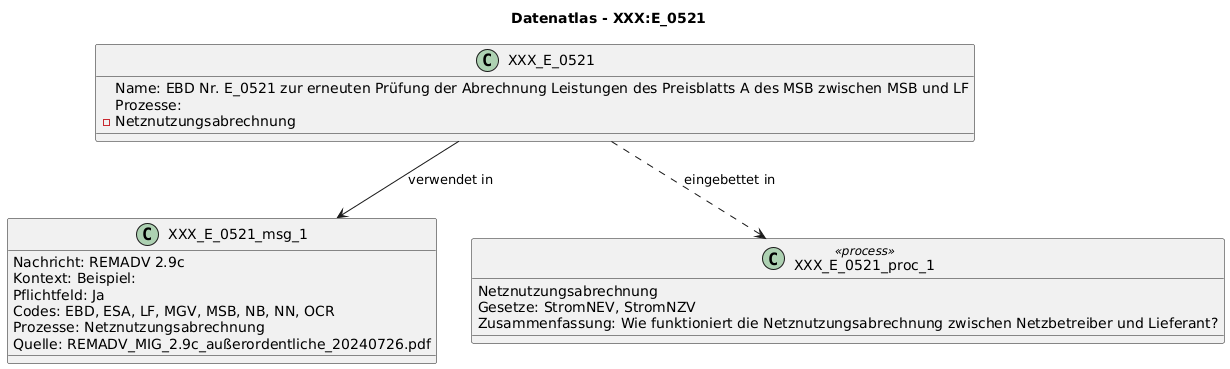 Datenatlas - XXX:E_0521
C XXX_E_0521
Name: EBD Nr. E_0521 zur erneuten Prüfung der Abrechnung Leistungen des Preisblatts A des MSB zwischen MSB und LF
Prozesse:
Netznutzungsabrechnung
verwendet in
eingebettet in
C XXX_E_0521_msg_1
Nachricht: REMADV 2.9c
Kontext: Beispiel:
Pflichtfeld: Ja
Codes: EBD, ESA, LF, MGV, MSB, NB, NN, OCR
Prozesse: Netznutzungsabrechnung
Quelle: REMADV_MIG_2.9c_außerordentliche_20240726.pdf
«process»
C XXX_E_0521_proc_1
Netznutzungsabrechnung
Gesetze: StromNEV, StromNZV
Zusammenfassung: Wie funktioniert die Netznutzungsabrechnung zwischen Netzbetreiber und Lieferant?